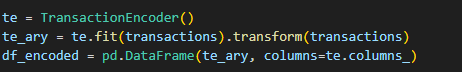 te = TransactionEncoder()
te_ary = te.fit(transactions).transform(transactions)
df_encoded = pd.DataFrame(te_ary, columns=te.columns_)